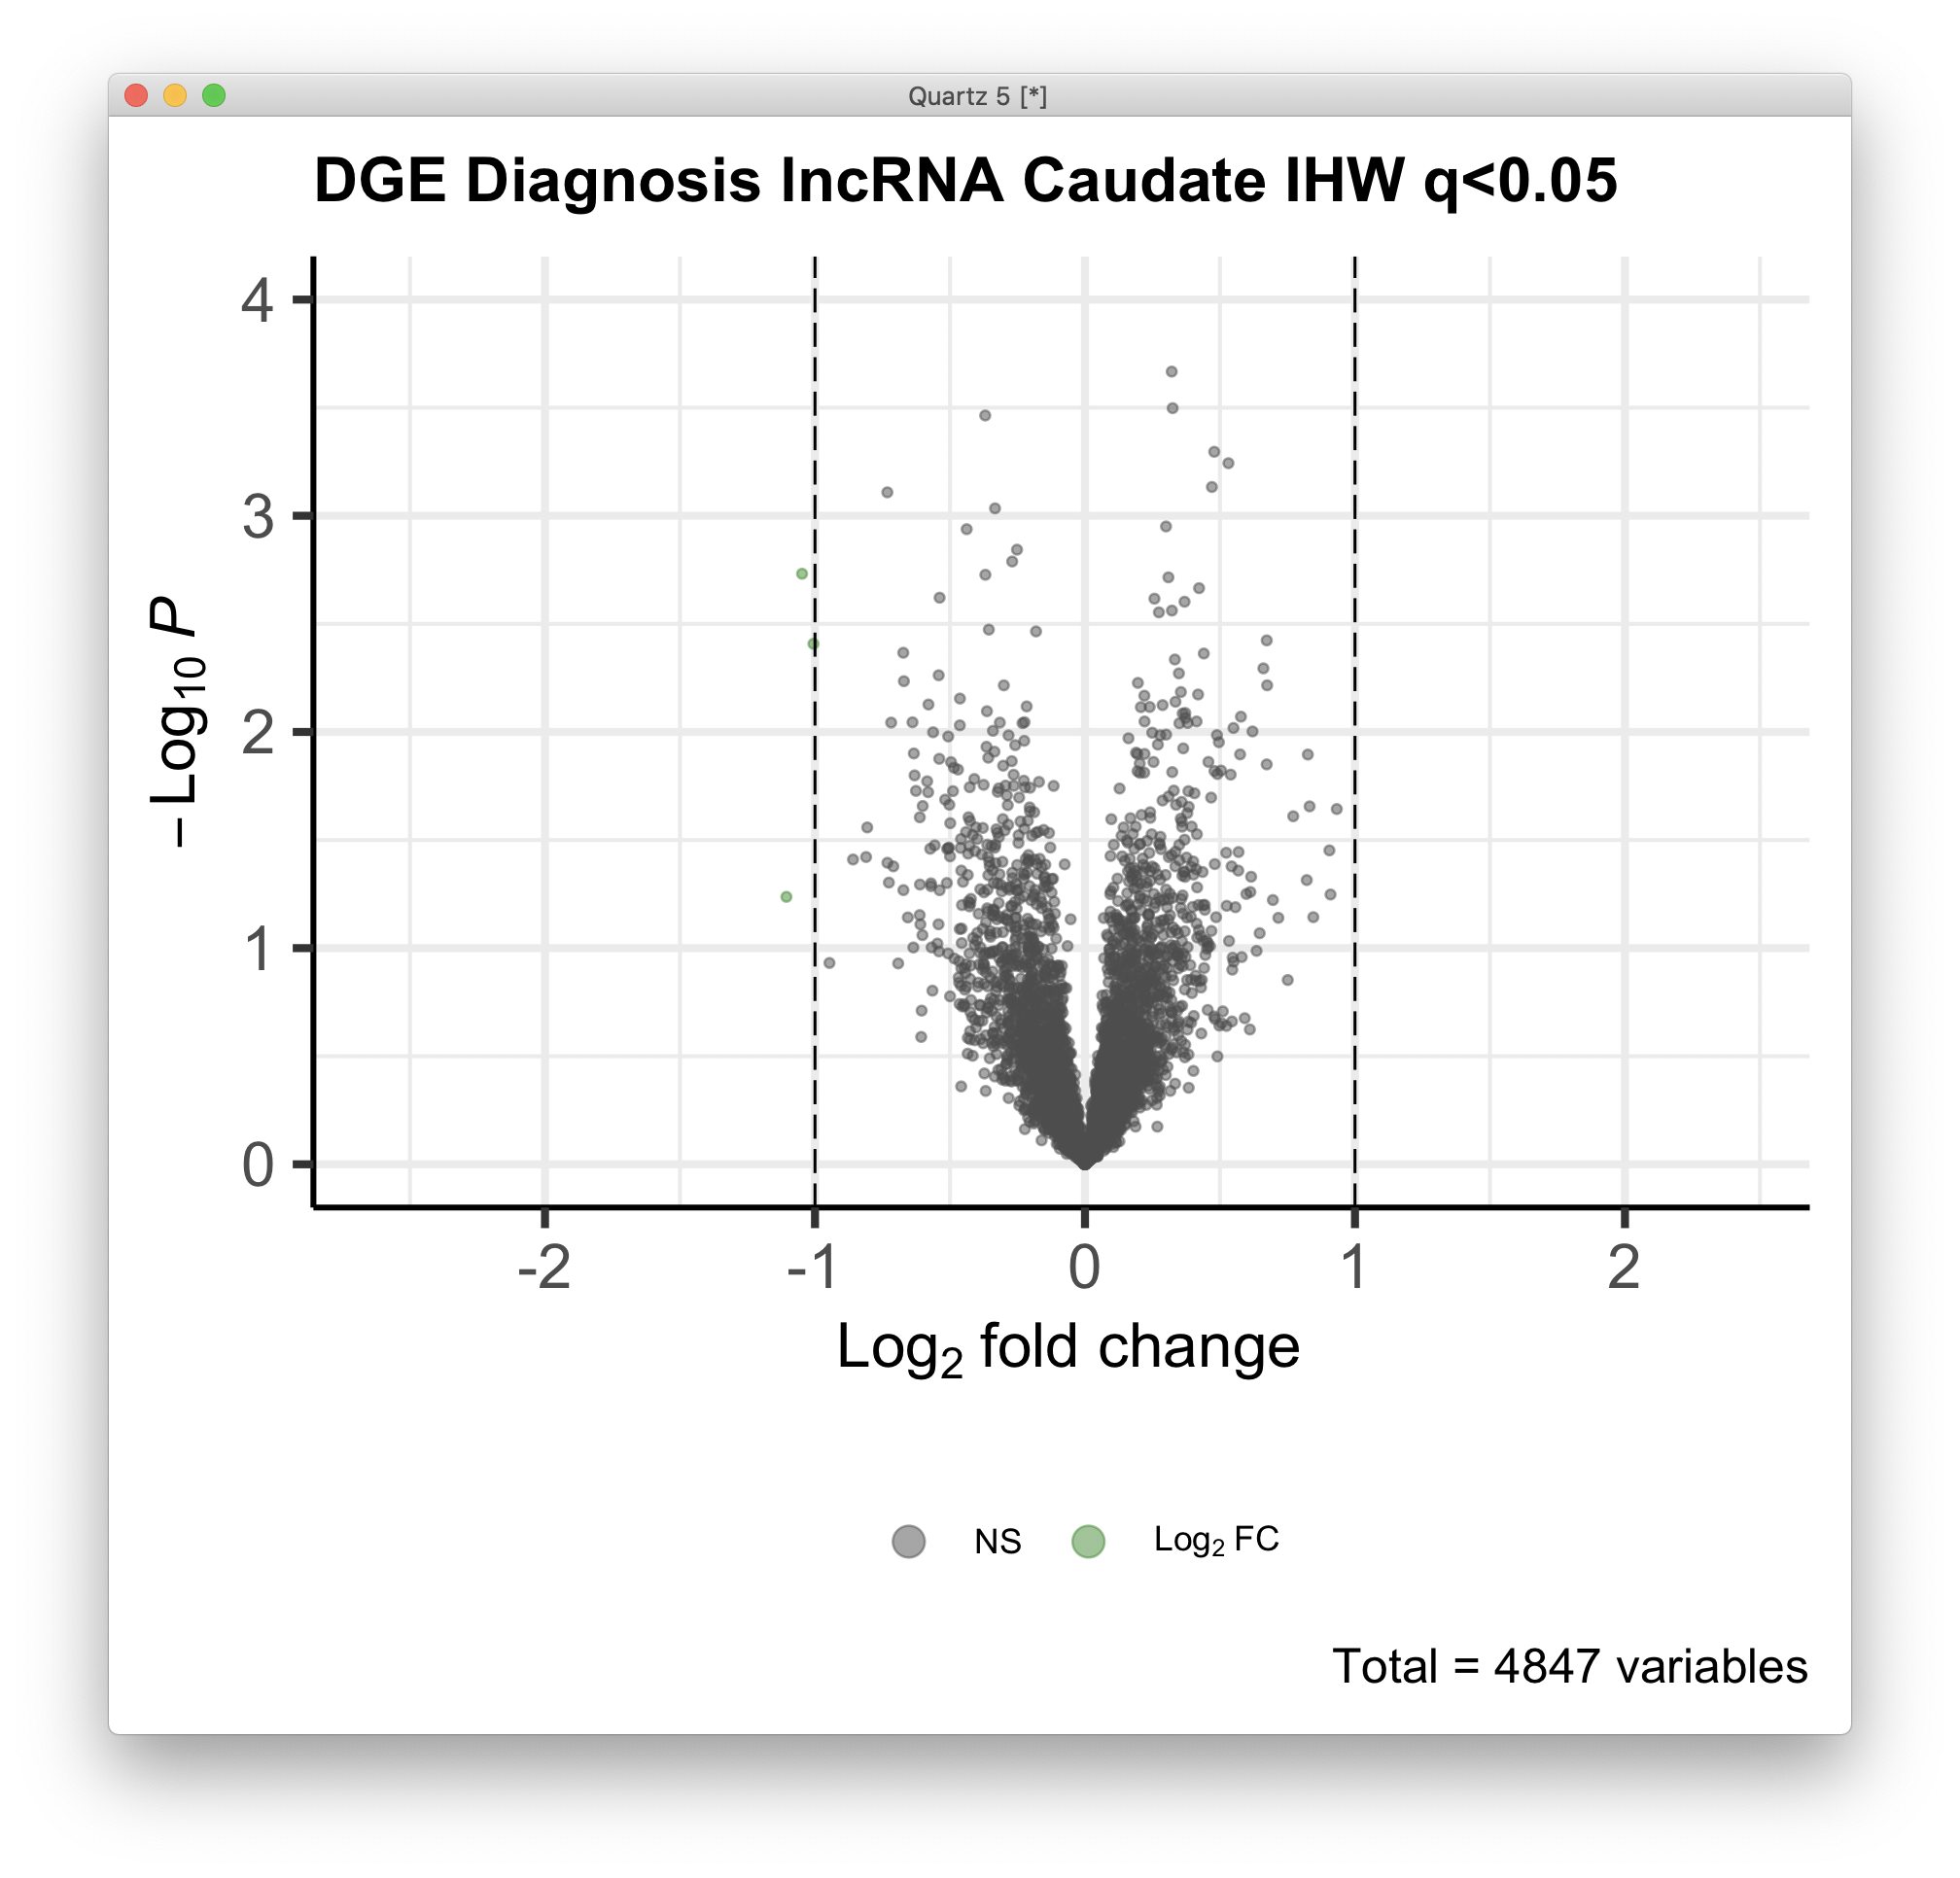 Quartz 5 [*]
DGE Diagnosis lncRNA Caudate IHW q<0.05
4
3
2
1
0
−Log10 P
-2 -1 0 1 2
Log2 fold change
NS Log2 FC
Total = 4847 variables